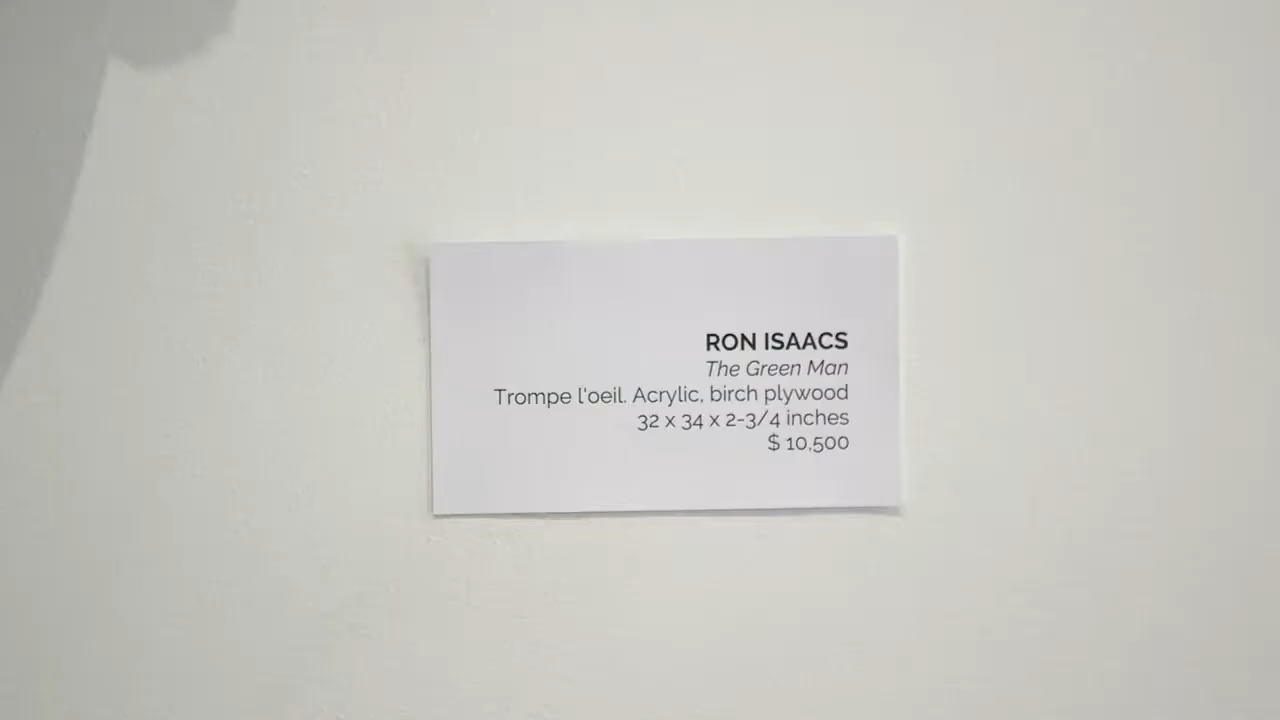 RON ISAACS
The Green Man
Trompe l'oeil. Acrylic, birch plywood
32 x 34 x 2-3/4 inches
$ 10,500